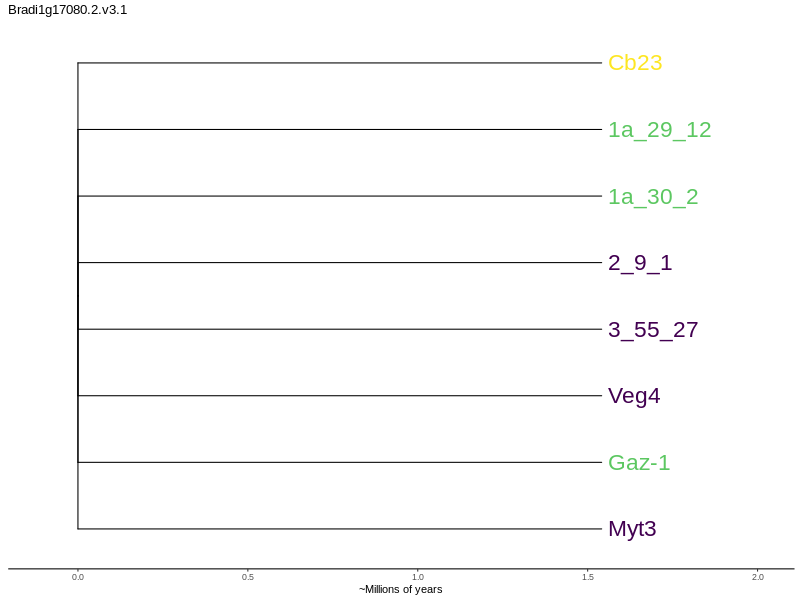 Bradi1g17080.2.v3.1
Cb23
1a_29_12
1a_30_2
2_9_1
3_55_27
Veg4
Gaz-1
Myt3
0.0 0.5 1.0 1.5 2.0
~Millions of years